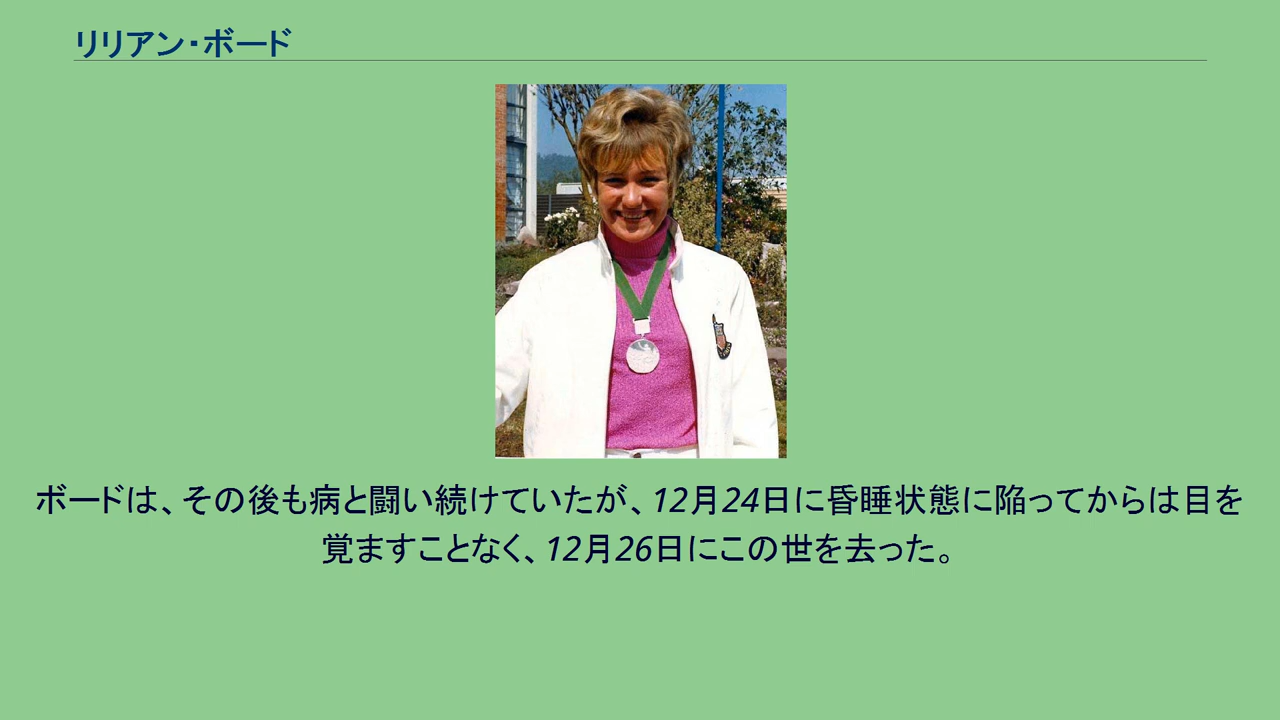 リリアン・ボード
ボードは、その後も病と闘い続けていたが、12月24日に昏睡状態に陥ってからは目を
覚ますことなく、12月26日にこの世を去った。